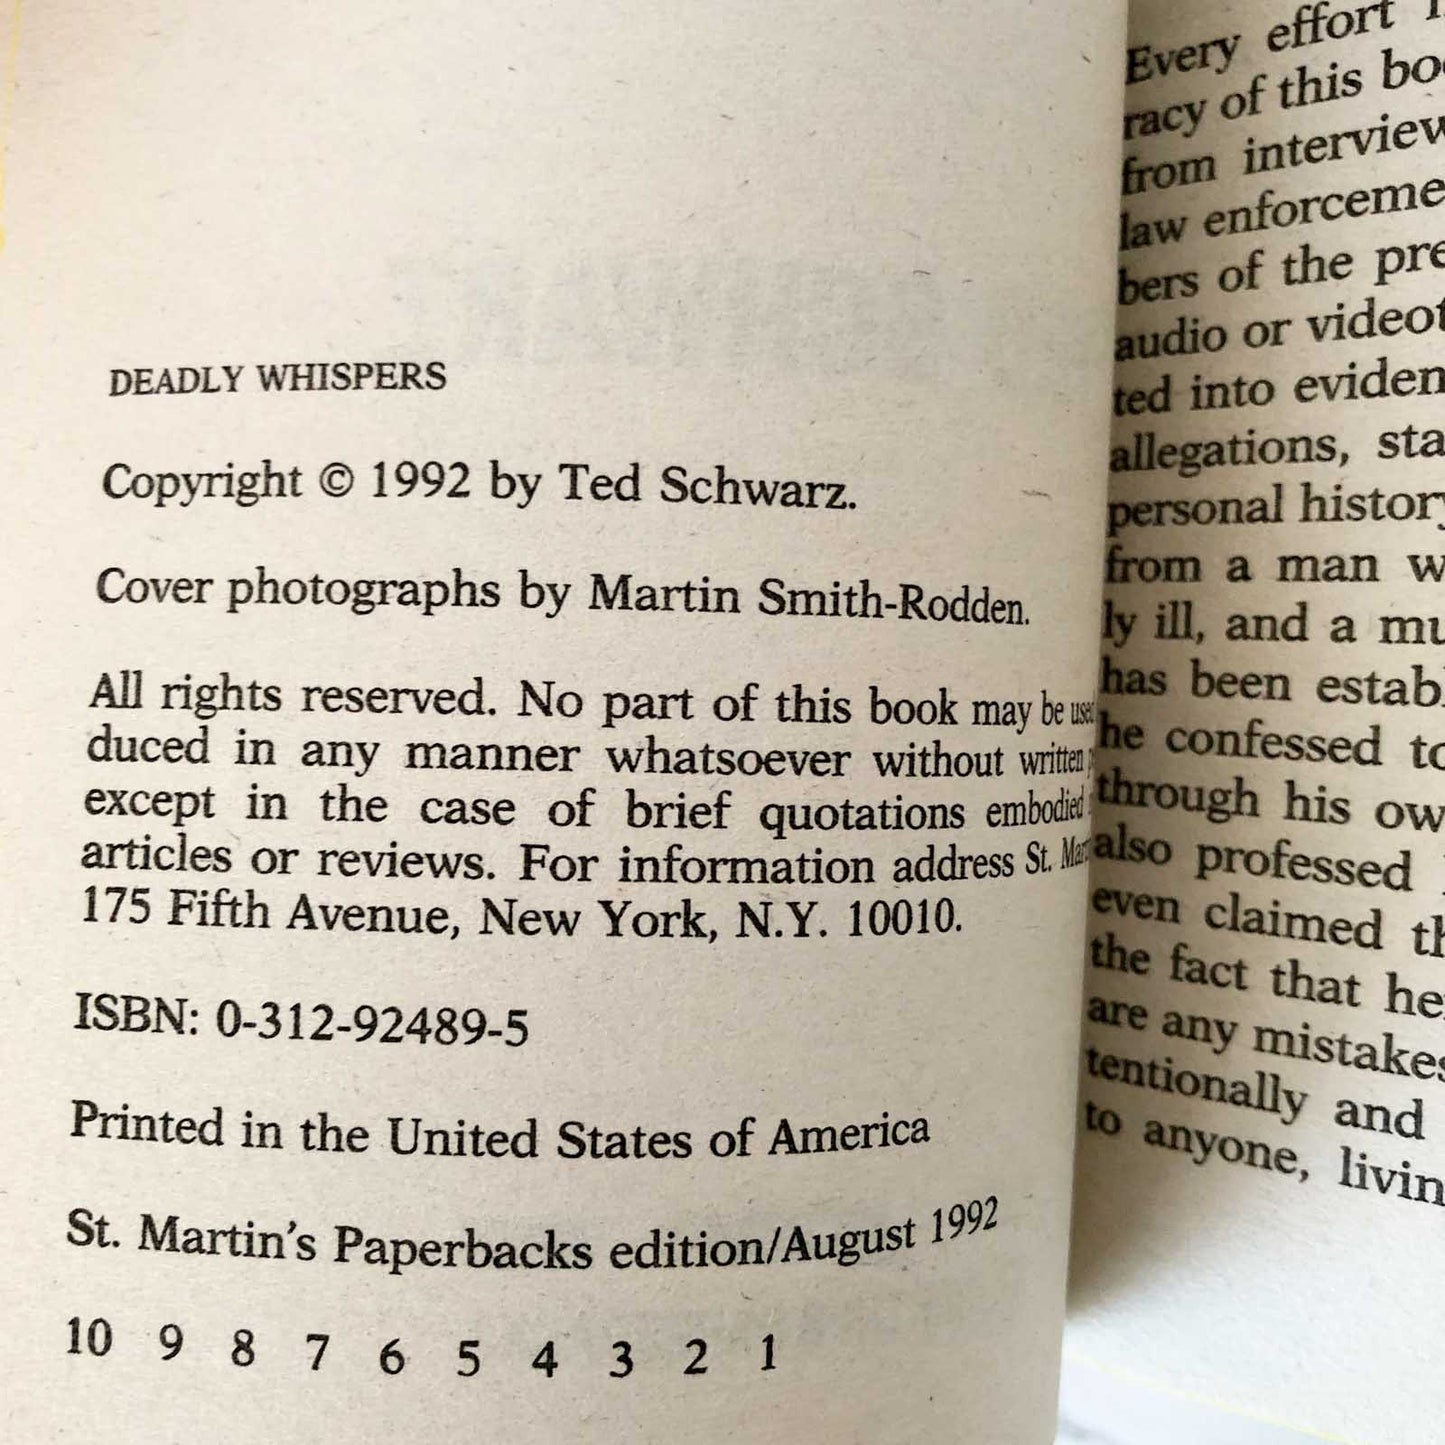 DEADLY WHISPERS
Copyright © 1992 by Ted Schwarz.
Cover photographs by Martin Smith-Rodden.
All rights reserved. No part of this book may be
duced in any manner whatsoever without written
except in the case of brief quotations embodied
articles or reviews. For information address St.
175 Fifth Avenue, New York, N.Y. 10010.
ISBN: 0-312-92489-5
Printed in the United States of America
St. Martin's Paperbacks edition/August 1992
10 9 8 7 6 5 4 3 2 1
Every effort
racy of this
from
law
bers of the
audio or
ted into
allegations,
personal
from a man
ly ill, and a
has been
he confessed
through his
also professed
even claimed
the fact that
are any
tentionally and
to anyone,